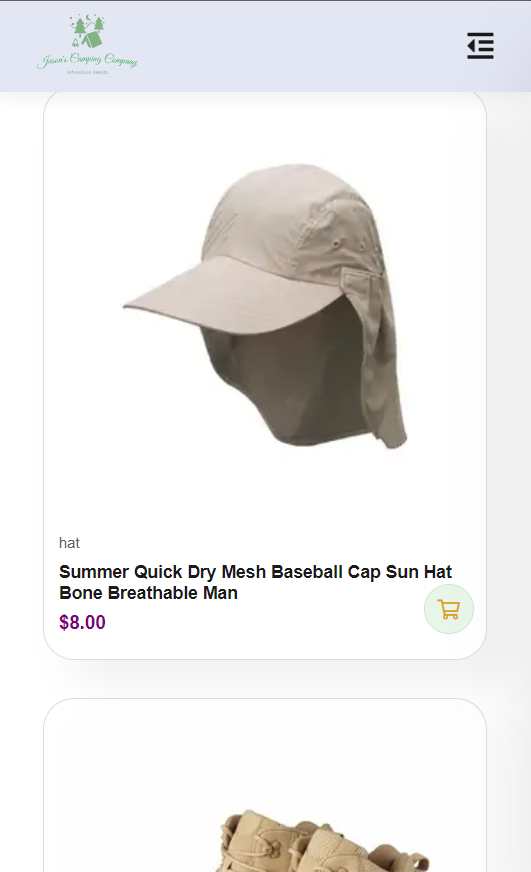 Jason's Camping Company
Adventure Awaits
hat
Summer Quick Dry Mesh Baseball Cap Sun Hat
Bone Breathable Man
$8.00